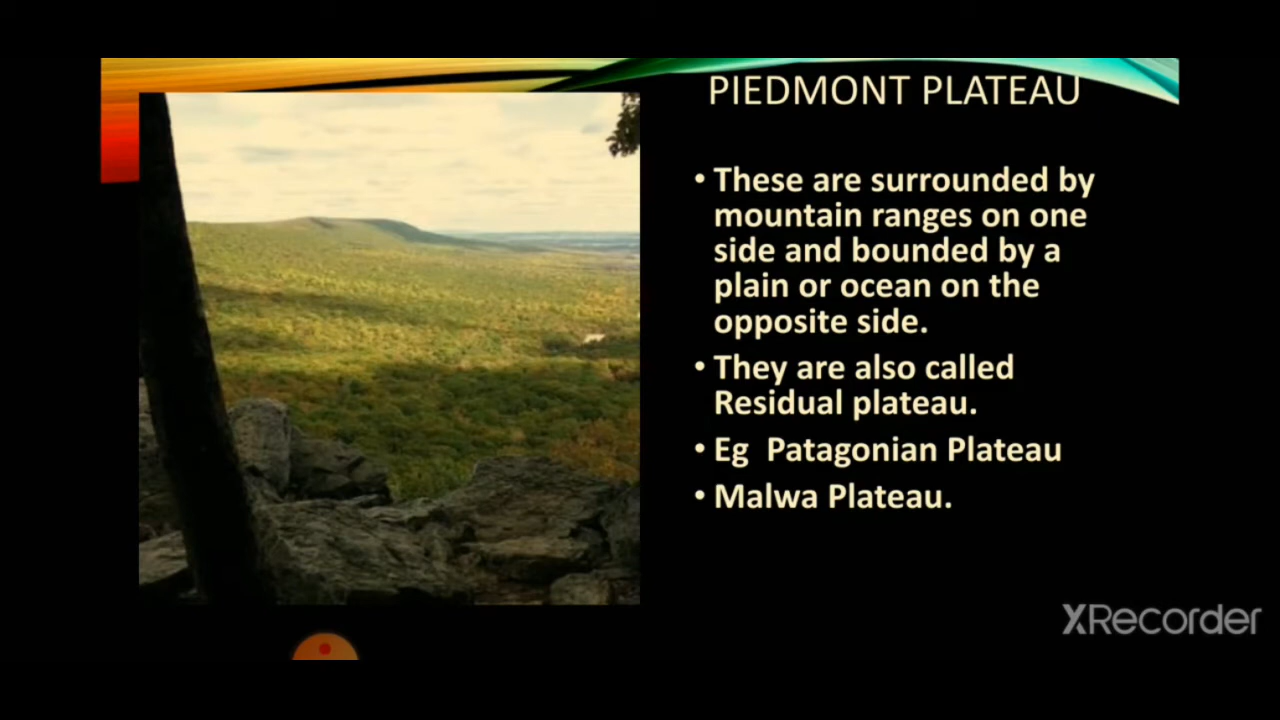 PIEDMONT PLATEAU
• These are surrounded by
mountain ranges on one
side and bounded by a
plain or ocean on the
opposite side.
• They are also called
Residual plateau.
• Eg  Patagonian Plateau
• Malwa Plateau.
XRecorder